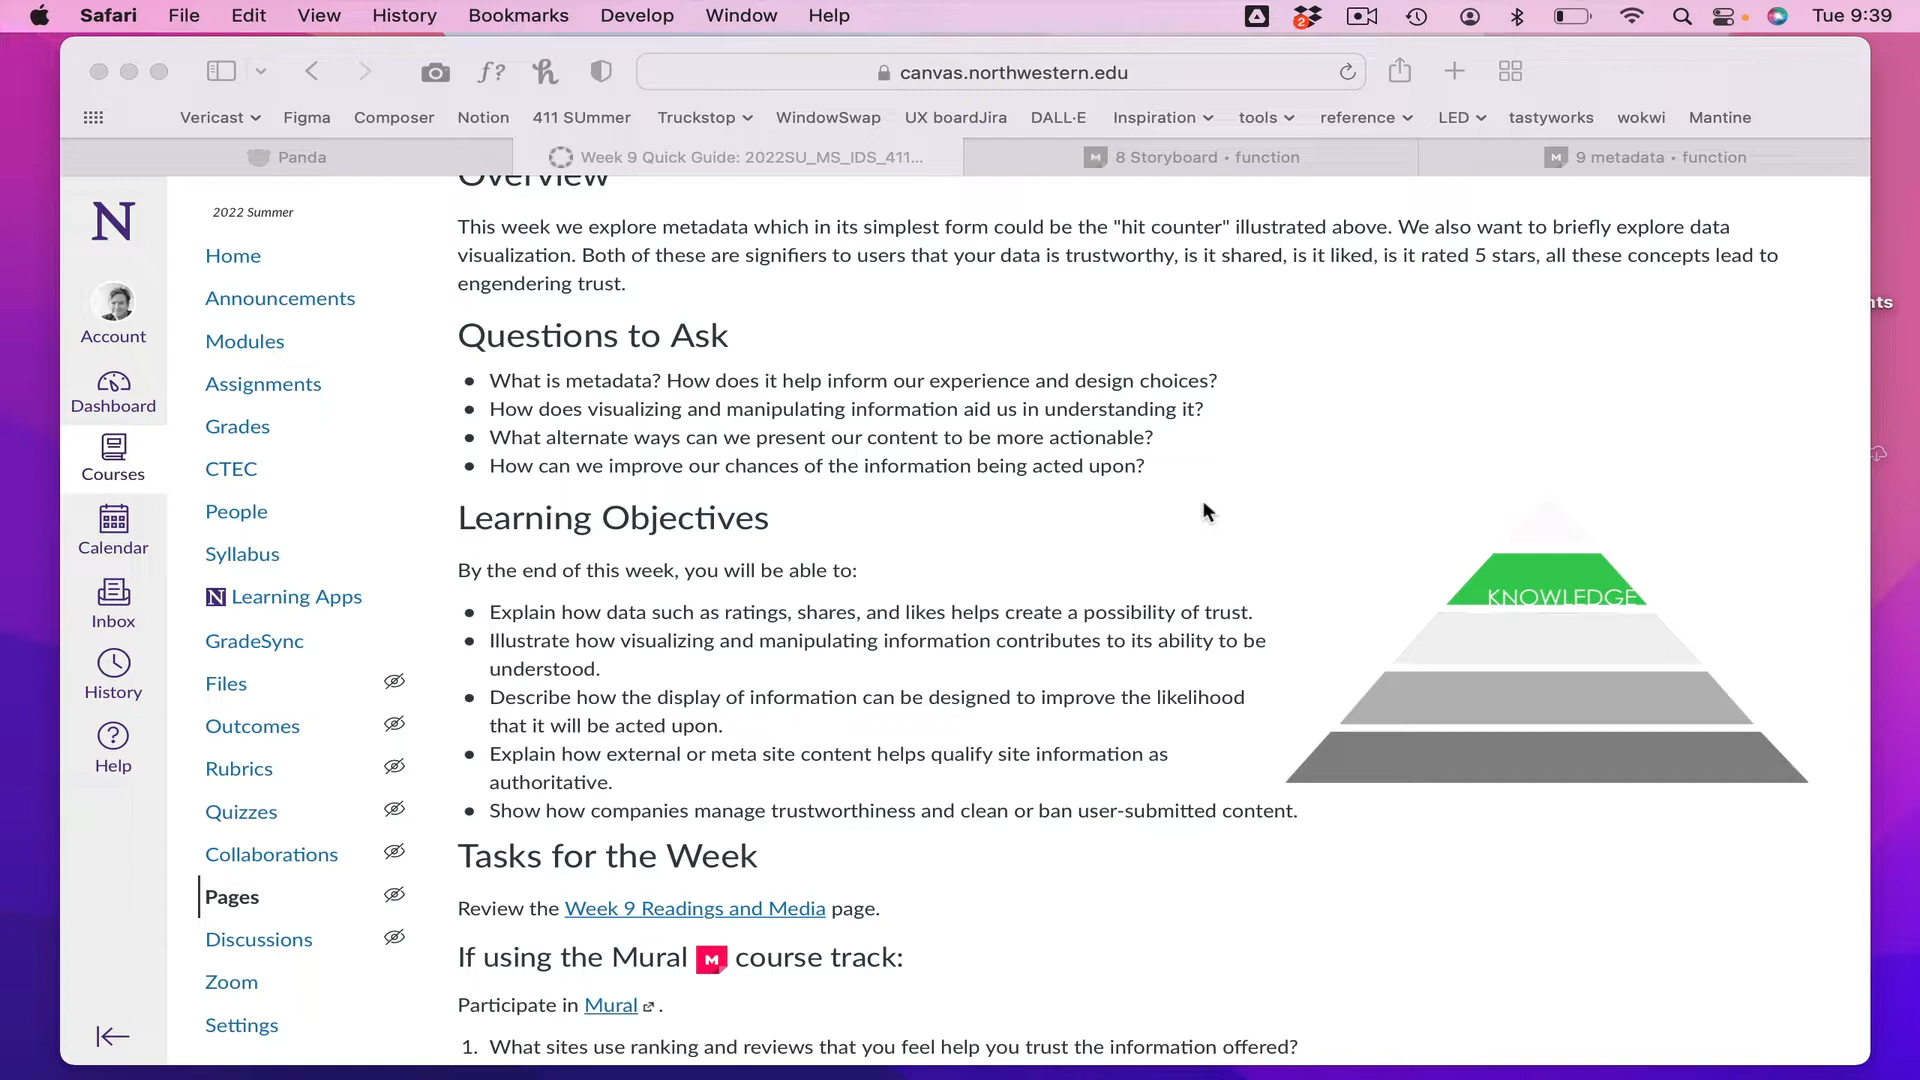 Safari File Edit View History Bookmarks Develop Window Help
2
Tue 9:39
f?
canvas.northwestern.edu
Vericast Figma Composer Notion 411 SUmmer Truckstop WindowSwap UX boardJira DALL·E Inspiration tools reference LED tastyworks wokwi Mantine
Panda
Week 9 Quick Guide: 2022SU_MS_IDS_411...
M 8 Storyboard • function
M 9 metadata • function
N
Account
Dashboard
Courses
Calendar
Inbox
History
Help
2022 Summer
Home
Announcements
Modules
Assignments
Grades
CTEC
People
Syllabus
N Learning Apps
GradeSync
Files
Outcomes
Rubrics
Quizzes
Collaborations
Pages
Discussions
Zoom
Settings
Overview
This week we explore metadata which in its simplest form could be the "hit counter" illustrated above. We also want to briefly explore data
visualization. Both of these are signifiers to users that your data is trustworthy, is it shared, is it liked, is it rated 5 stars, all these concepts lead to
engendering trust.
Questions to Ask
• What is metadata? How does it help inform our experience and design choices?
• How does visualizing and manipulating information aid us in understanding it?
• What alternate ways can we present our content to be more actionable?
• How can we improve our chances of the information being acted upon?
Learning Objectives
By the end of this week, you will be able to:
• Explain how data such as ratings, shares, and likes helps create a possibility of trust.
• Illustrate how visualizing and manipulating information contributes to its ability to be
understood.
• Describe how the display of information can be designed to improve the likelihood
that it will be acted upon.
• Explain how external or meta site content helps qualify site information as
authoritative.
• Show how companies manage trustworthiness and clean or ban user-submitted content.
KNOWLEDGE
Tasks for the Week
Review the Week 9 Readings and Media page.
If using the Mural M course track:
Participate in Mural .
1. What sites use ranking and reviews that you feel help you trust the information offered?